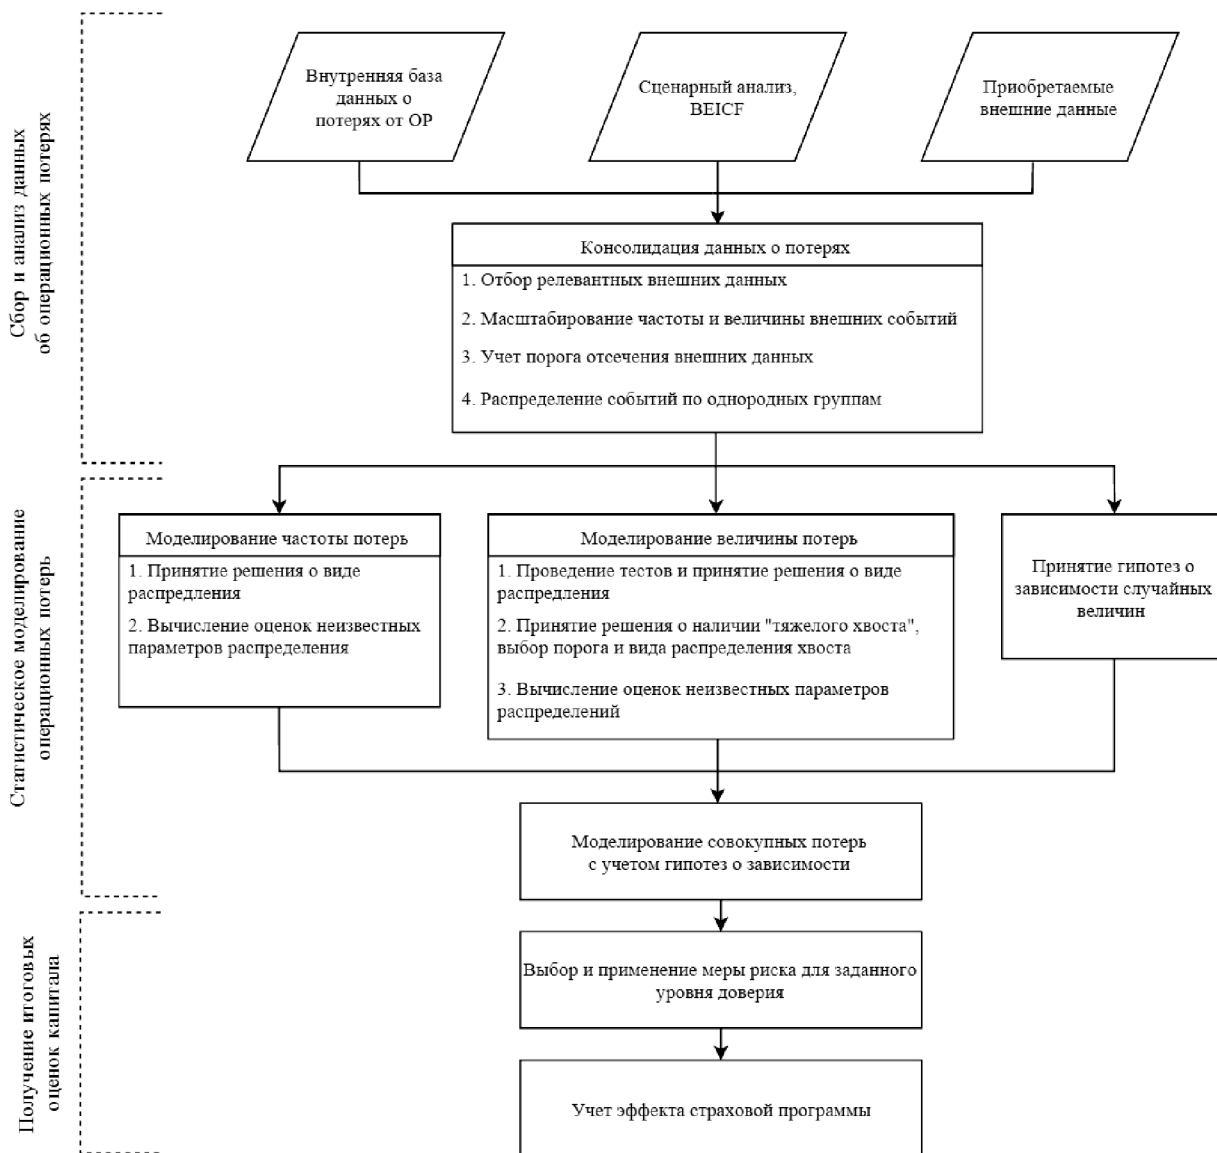 Сбор и анализ данных
об операционных потерях
Внутренняя база
данных о
потерях от ОР
Сценарный анализ,
BEICF
Приобретаемые
внешние данные
Консолидация данных о потерях
1. Отбор релевантных внешних данных
2. Масштабирование частоты и величины внешних событий
3. Учет порога отсечения внешних данных
4. Распределение событий по однородных группам
Статистическое моделирование
операционных потерь
Моделирование частоты потерь
1. Принятие решения о виде
распредления
2. Вычисление оценок неизвестных
параметров распределения
Моделирование величины потерь
1. Проведение тестов и принятие решения о виде
распредления
2. Принятие решения о наличии "тяжелого хвоста",
выбор порога и вида распределения хвоста
3. Вычисление оценок неизвестных параметров
распределений
Принятие гипотез о
зависимости случайных
величин
Моделирование совокупных потерь
с учетом гипотез о зависимости
Получение итоговых
оценок капитала
Выбор и применение меры риска для заданного
уровня доверия
Учет эффекта страховой программы